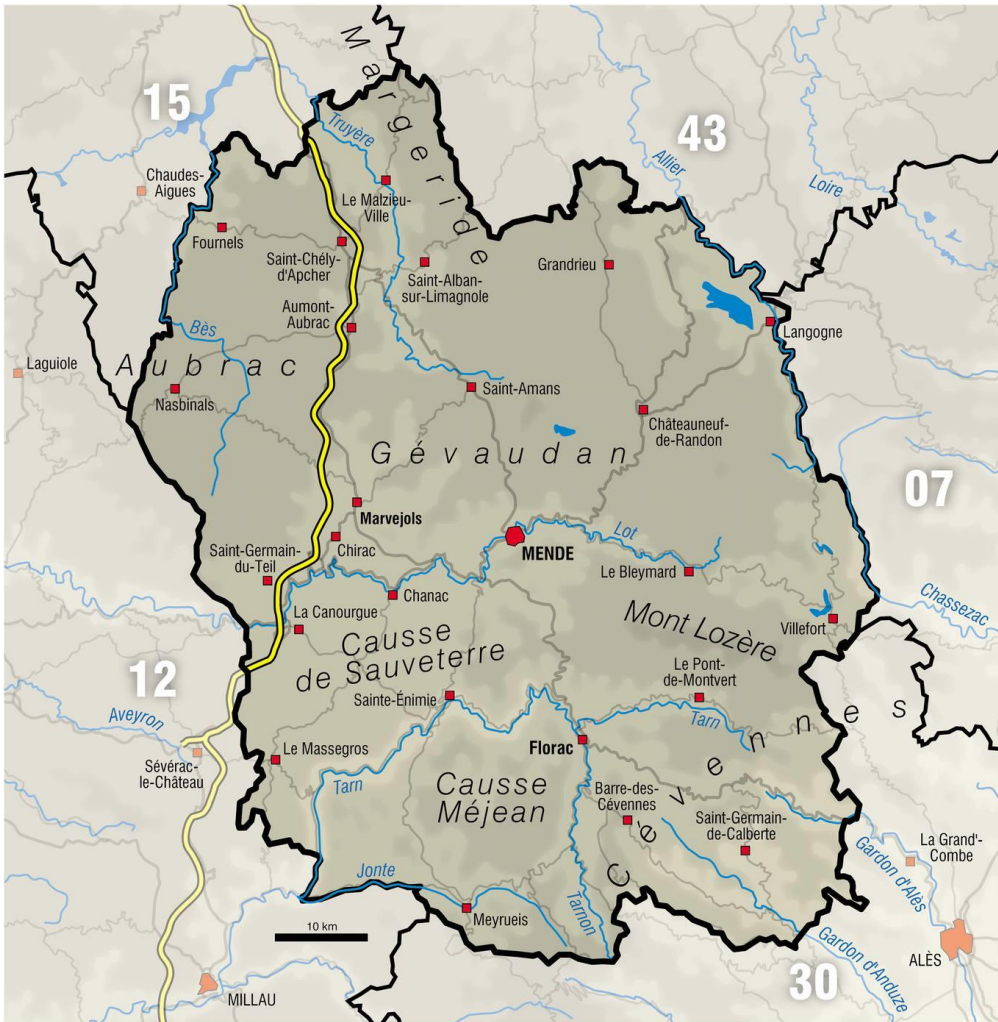 Margeride
15
43
Truyère
Allier
Loire
Chaudes-
Aigues
Le Malzieu-
Ville
Fournels
Saint-Chély-
d'Apcher
Saint-Alban-
sur-Limagnole
Grandrieu
Aumont-
Aubrac
Langogne
Bès
Laguiole
Aubrac
Nasbinals
Saint-Amans
Châteauneuf-
de-Randon
Gévaudan
07
Marvejols
Chirac
MENDE
Lot
Saint-Germain-
du-Teil
Le Bleymard
Chanac
Chassezac
La Canourgue
Villefort
Mont Lozère
Causse
de Sauveterre
12
Le Pont-
de-Montvert
Sainte-Énimie
Aveyron
Tarn
Cévennes
Florac
Sévérac-
le-Château
Le Massegros
Tarn
Causse
Méjean
Barre-des-
Cévennes
Saint-Germain-
de-Calberte
La Grand'-
Combe
Gardon d'Alès
Jonte
Meyrueis
Tarnon
Gardon d'Anduze
10 km
ALÈS
30
MILLAU